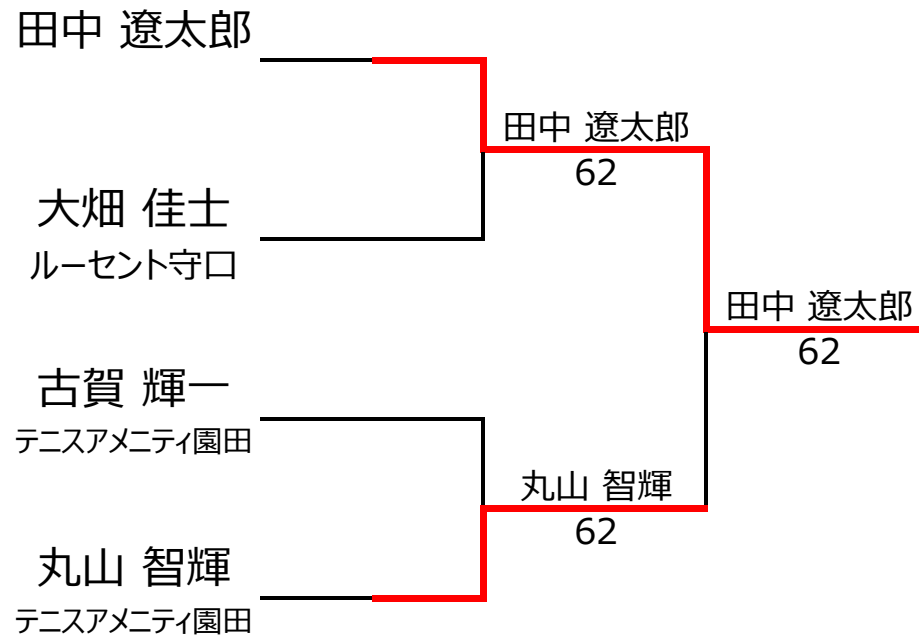 田中 遼太郎
田中 遼太郎
62
大畑 佳士
ルーセント守口
田中 遼太郎
62
古賀 輝一
テニスアメニティ園田
丸山 智輝
62
丸山 智輝
テニスアメニティ園田